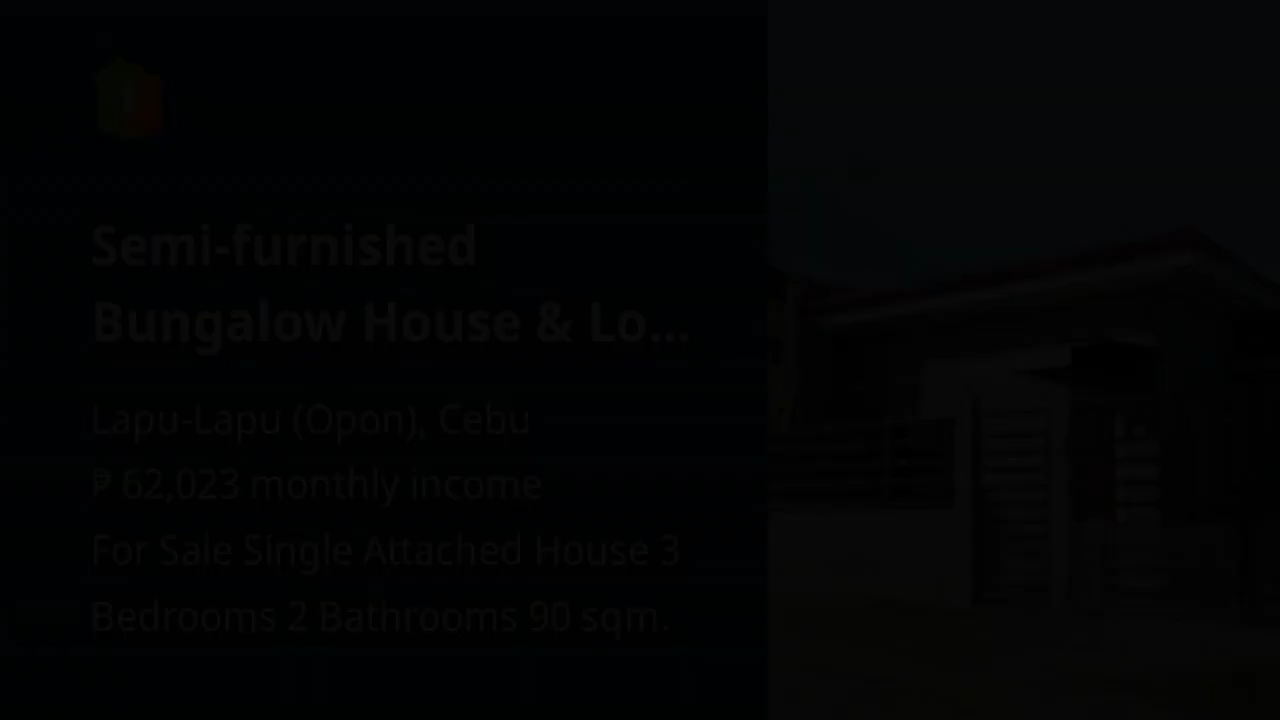 Semi-furnished
Bungalow House & Lo...
Lapu-Lapu (Opon), Cebu
₱ 62,023 monthly income
For Sale Single Attached House 3
Bedrooms 2 Bathrooms 90 sqm.